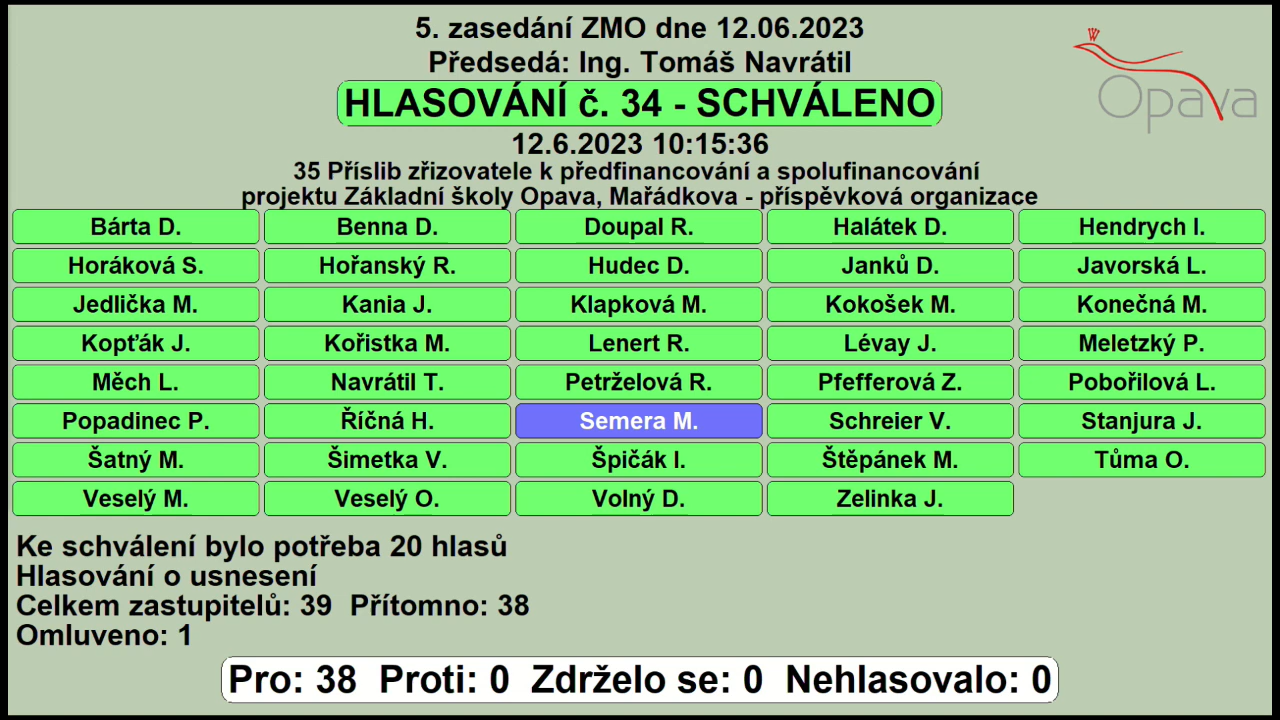 5. zasedání ZMO dne 12.06.2023
Předsedá: Ing. Tomáš Navrátil
HLASOVÁNÍ č. 34 - SCHVÁLENO
Opava
12.6.2023 10:15:36
35 Příslib zřizovatele k předfinancování a spolufinancování
projektu Základní školy Opava, Mařádkova - příspěvková organizace
Bárta D. Benna D. Doupal R. Halátek D. Hendrych I.
Horáková S. Hořanský R. Hudec D. Janků D. Javorská L.
Jedlička M. Kania J. Klapková M. Kokošek M. Konečná M.
Kopťák J. Kořistka M. Lenert R. Lévay J. Meletzký P.
Měch L. Navrátil T. Petrželová R. Pfefferová Z. Pobořilová L.
Popadinec P. Říčná H. Semera M. Schreier V. Stanjura J.
Šatný M. Šimetka V. Špičák I. Štěpánek M. Tůma O.
Veselý M. Veselý O. Volný D. Zelinka J.
Ke schválení bylo potřeba 20 hlasů
Hlasování o usnesení
Celkem zastupitelů: 39 Přítomno: 38
Omluveno: 1
Pro: 38 Proti: 0 Zdrželo se: 0 Nehlasovalo: 0